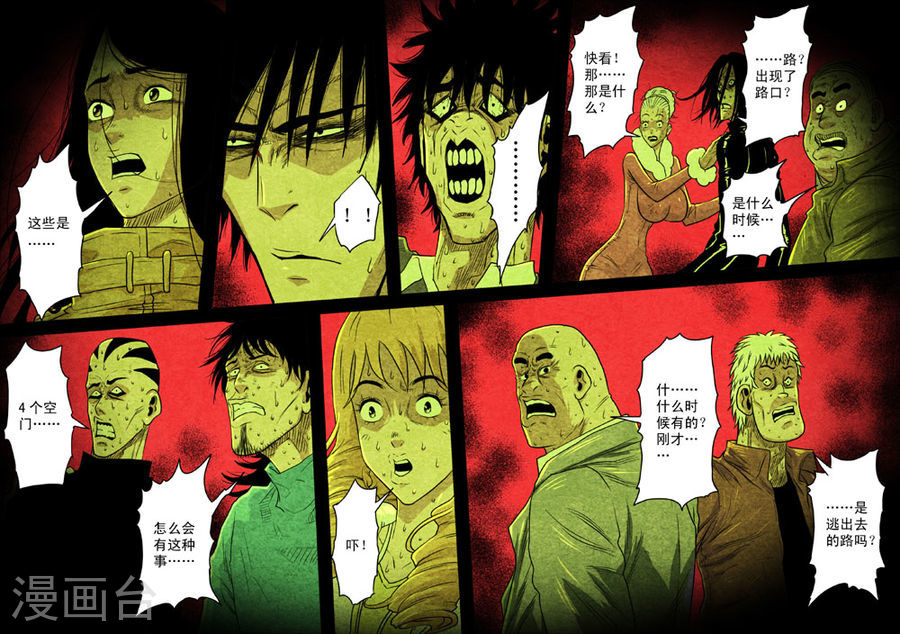 这些是
……
！！
………
快看！
那……
那是什
么？
……路？
出现了
路口？
是什么
时候…
…
4个空
门……
怎么会
有这种
事……
吓！
什……
什么时
候有的？
刚才…
…
……是
逃出去
的路吗？
漫画台